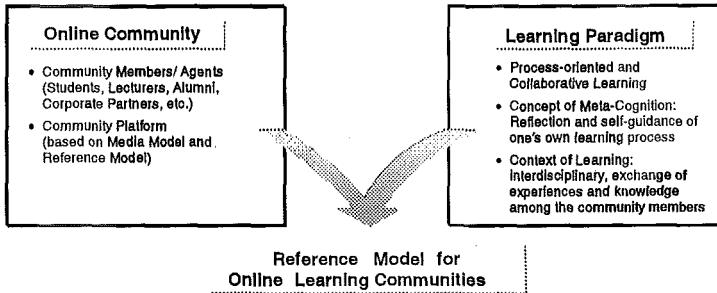 Online Community
• Community Members/ Agents
(Students, Lecturers, Alumni,
Corporate Partners, etc.)
• Community Platform
(based on Media Model and
Reference Model)
Learning Paradigm
• Process-oriented and
Collaborative Learning
• Concept of Meta-Cognition:
Reflection and self-guidance of
one's own learning process
• Context of Learning:
Interdisciplinary, exchange of
experiences and knowledge
among the community members
Reference Model for
Online Learning Communities